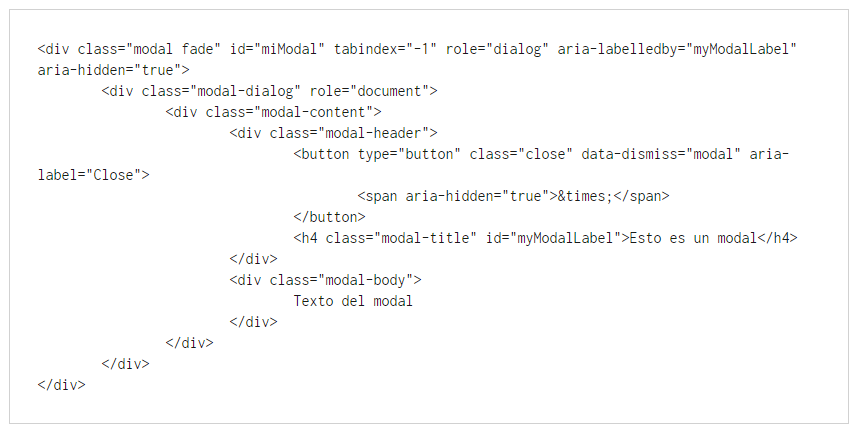 <div class="modal fade" id="miModal" tabindex="-1" role="dialog" aria-labelledby="myModalLabel"
aria-hidden="true">
<div class="modal-dialog" role="document">
<div class="modal-content">
<div class="modal-header">
<button type="button" class="close" data-dismiss="modal" aria-
label="Close">
<span aria-hidden="true">&times;</span>
</button>
<h4 class="modal-title" id="myModalLabel">Esto es un modal</h4>
</div>
<div class="modal-body">
Texto del modal
</div>
</div>
</div>
</div>